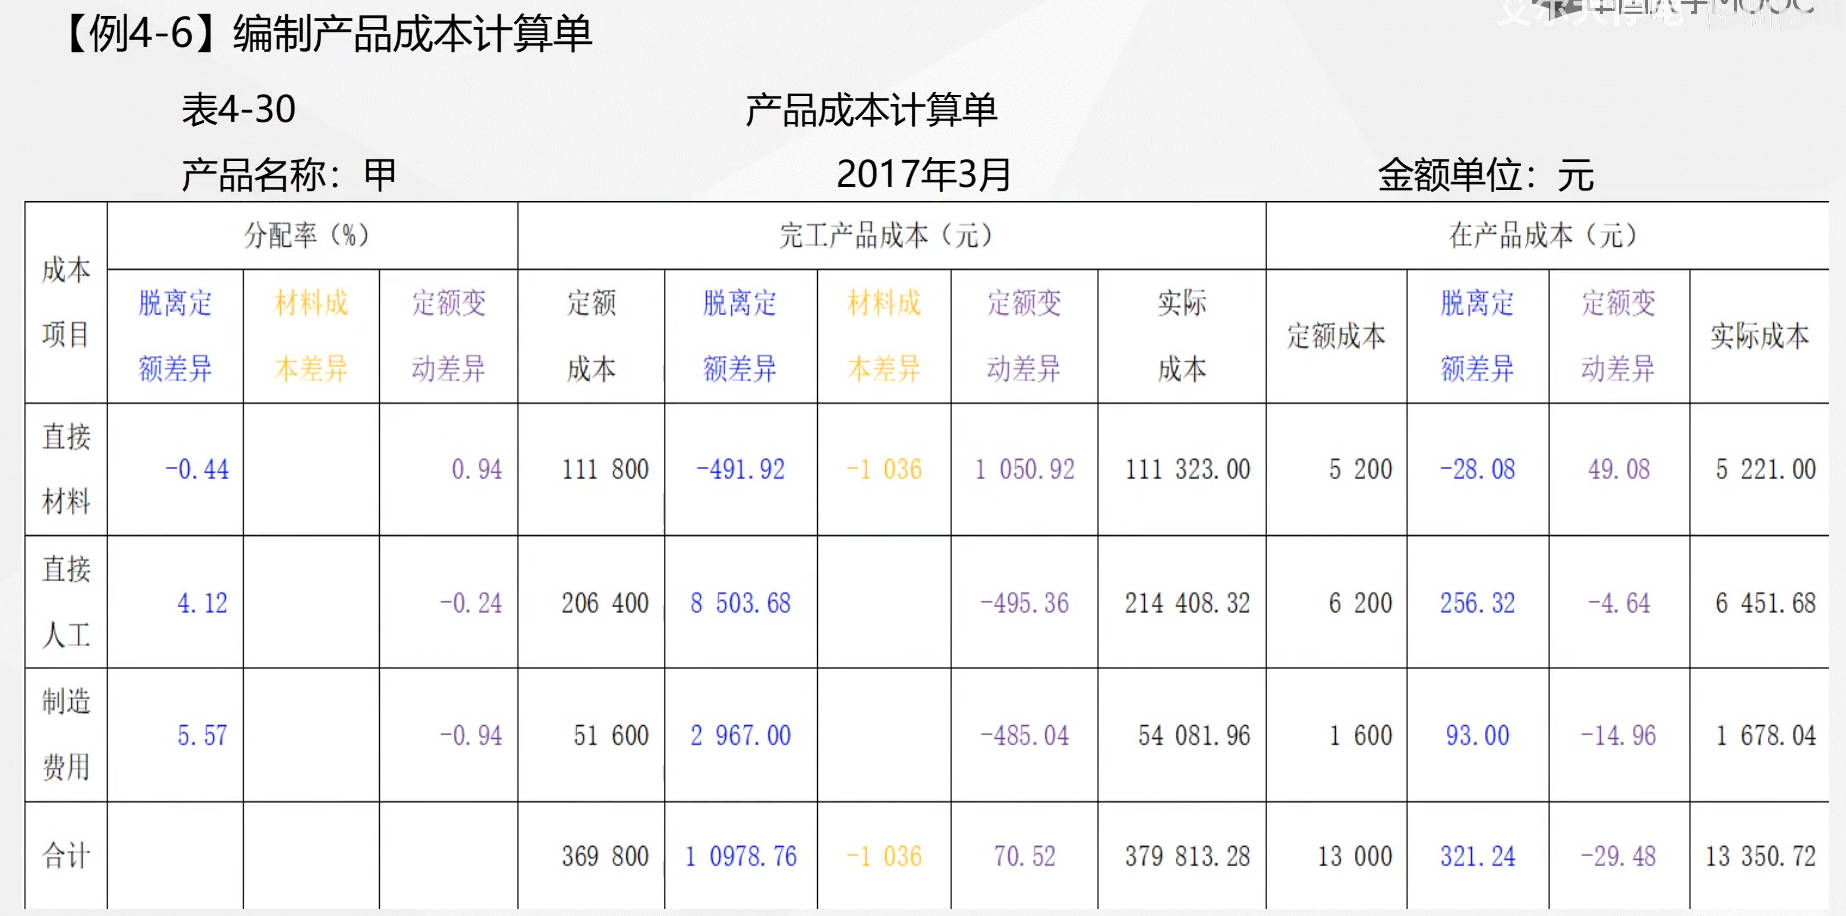 【例4-6】编制产品成本计算单
表4-30 产品成本计算单
产品名称：甲 2017年3月 金额单位：元
成本项目 分配率（%） 完工产品成本（元） 在产品成本（元）
脱离定额差异 材料成本差异 定额变动差异 定额成本 脱离定额差异 材料成本差异 定额变动差异 实际成本 定额成本 脱离定额差异 定额变动差异 实际成本
直接材料 -0.44 0.94 111 800 -491.92 -1 036 1 050.92 111 323.00 5 200 -28.08 49.08 5 221.00
直接人工 4.12 -0.24 206 400 8 503.68 -495.36 214 408.32 6 200 256.32 -4.64 6 451.68
制造费用 5.57 -0.94 51 600 2 967.00 -485.04 54 081.96 1 600 93.00 -14.96 1 678.04
合计 369 800 1 0978.76 -1 036 70.52 379 813.28 13 000 321.24 -29.48 13 350.72